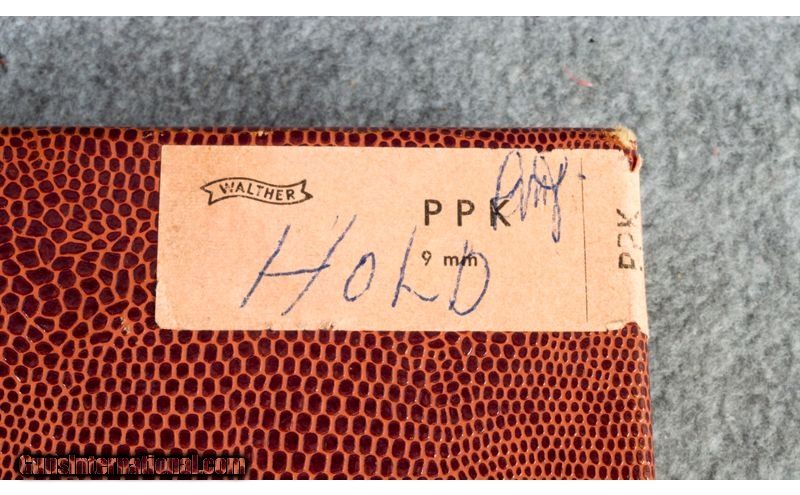 WALTHER
PPK
9 mm
HOLD
PPK
GunsInternational.com